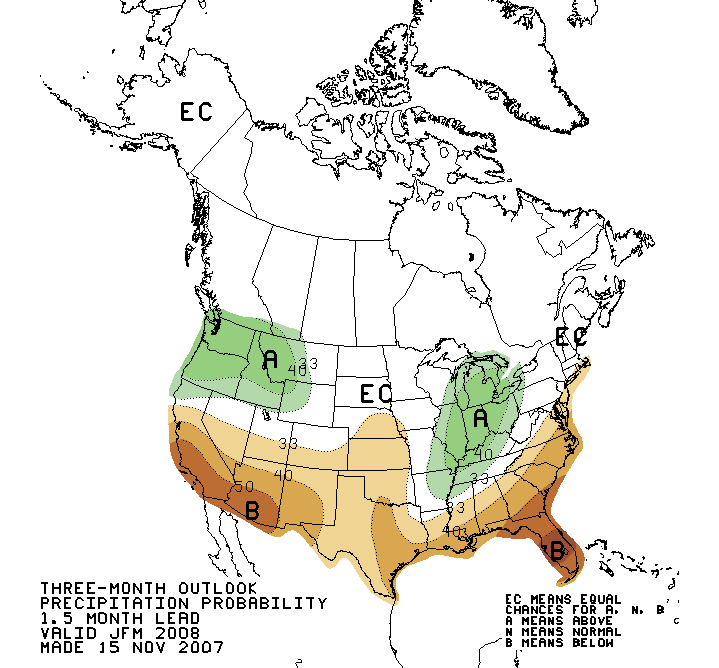 EC
EC
A
40
33
EC
A
33
40
40
33
50
33
B
40
B
THREE-MONTH OUTLOOK
PRECIPITATION PROBABILITY
1.5 MONTH LEAD
VALID JFM 2008
MADE 15 NOV 2007
EC MEANS EQUAL
CHANCES FOR A, N, B
A MEANS ABOVE
N MEANS NORMAL
B MEANS BELOW